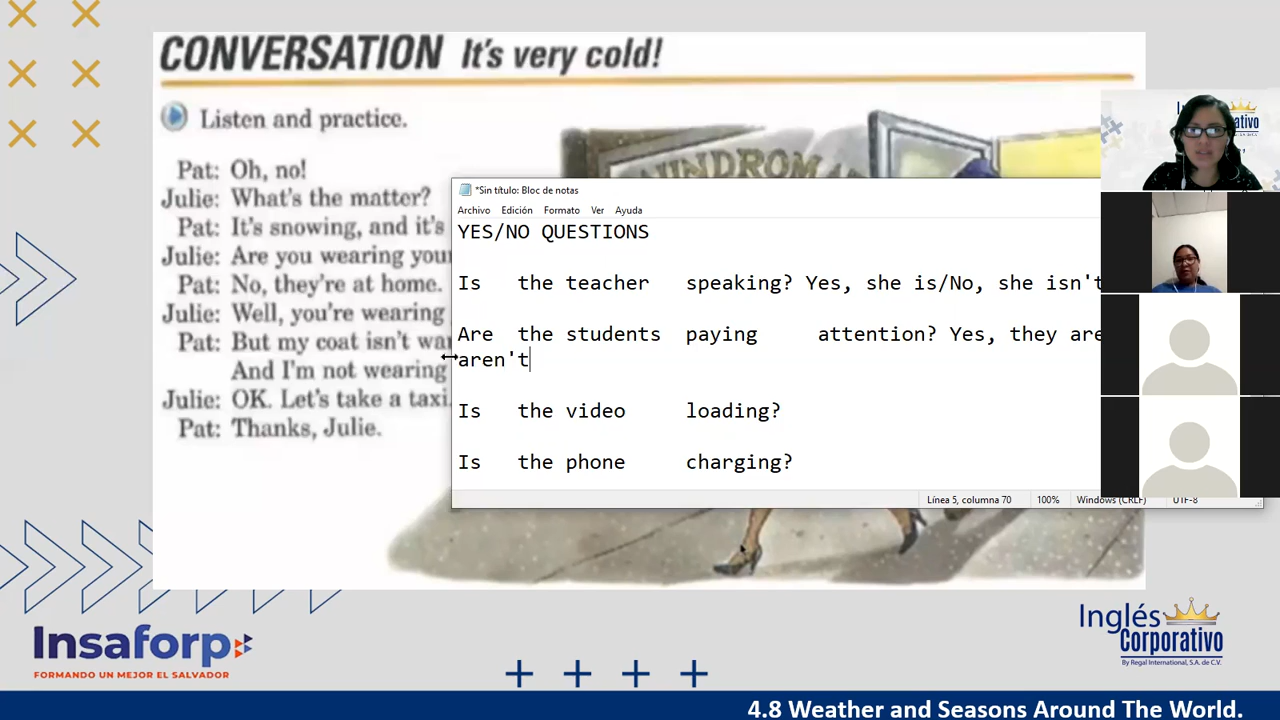 CONVERSATION It's very cold!
Listen and practice.
Pat: Oh, no!
Julie: What's the matter?
Pat: It's snowing, and it's
Julie: Are you wearing your
Pat: No, they're at home.
Julie: Well, you're wearing
Pat: But my coat isn't
And I'm not wearing
Julie: OK. Let's take a taxi.
Pat: Thanks, Julie.
*Sin título: Bloc de notas
Archivo Edición Formato Ver Ayuda
YES/NO QUESTIONS
Is the teacher speaking? Yes, she is/No, she isn't
Are the students paying attention? Yes, they are
aren't
Is the video loading?
Is the phone charging?
Línea 5, columna 70 100% Windows (CRLF) UTF-8
Insaforp
FORMANDO UN MEJOR EL SALVADOR
Inglés
Corporativo
By Regal International, S.A. de C.V.
4.8 Weather and Seasons Around The World.